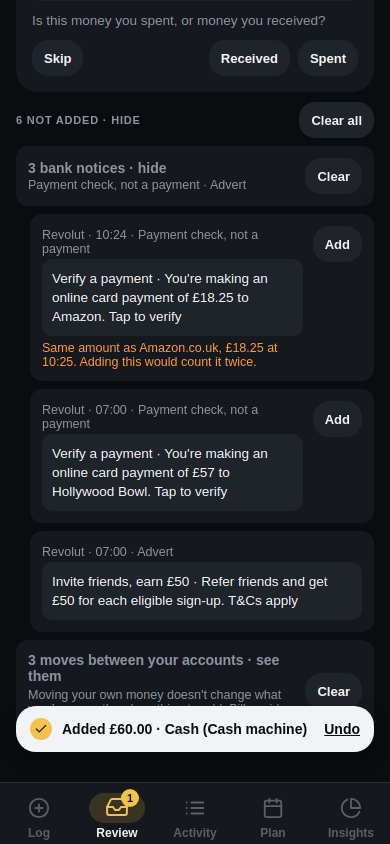 Is this money you spent, or money you received?
Skip
Received
Spent
6 NOT ADDED · HIDE
Clear all
3 bank notices · hide
Payment check, not a payment · Advert
Clear
Revolut · 10:24 · Payment check, not a
payment
Add
Verify a payment · You're making an
online card payment of £18.25 to
Amazon. Tap to verify
Same amount as Amazon.co.uk, £18.25 at
10:25. Adding this would count it twice.
Revolut · 07:00 · Payment check, not a
payment
Add
Verify a payment · You're making an
online card payment of £57 to
Hollywood Bowl. Tap to verify
Revolut · 07:00 · Advert
Invite friends, earn £50 · Refer friends and get
£50 for each eligible sign-up. T&Cs apply
3 moves between your accounts · see
them
Moving your own money doesn't change what
Clear
Added £60.00 · Cash (Cash machine)
Undo
1
Log
Review
Activity
Plan
Insights